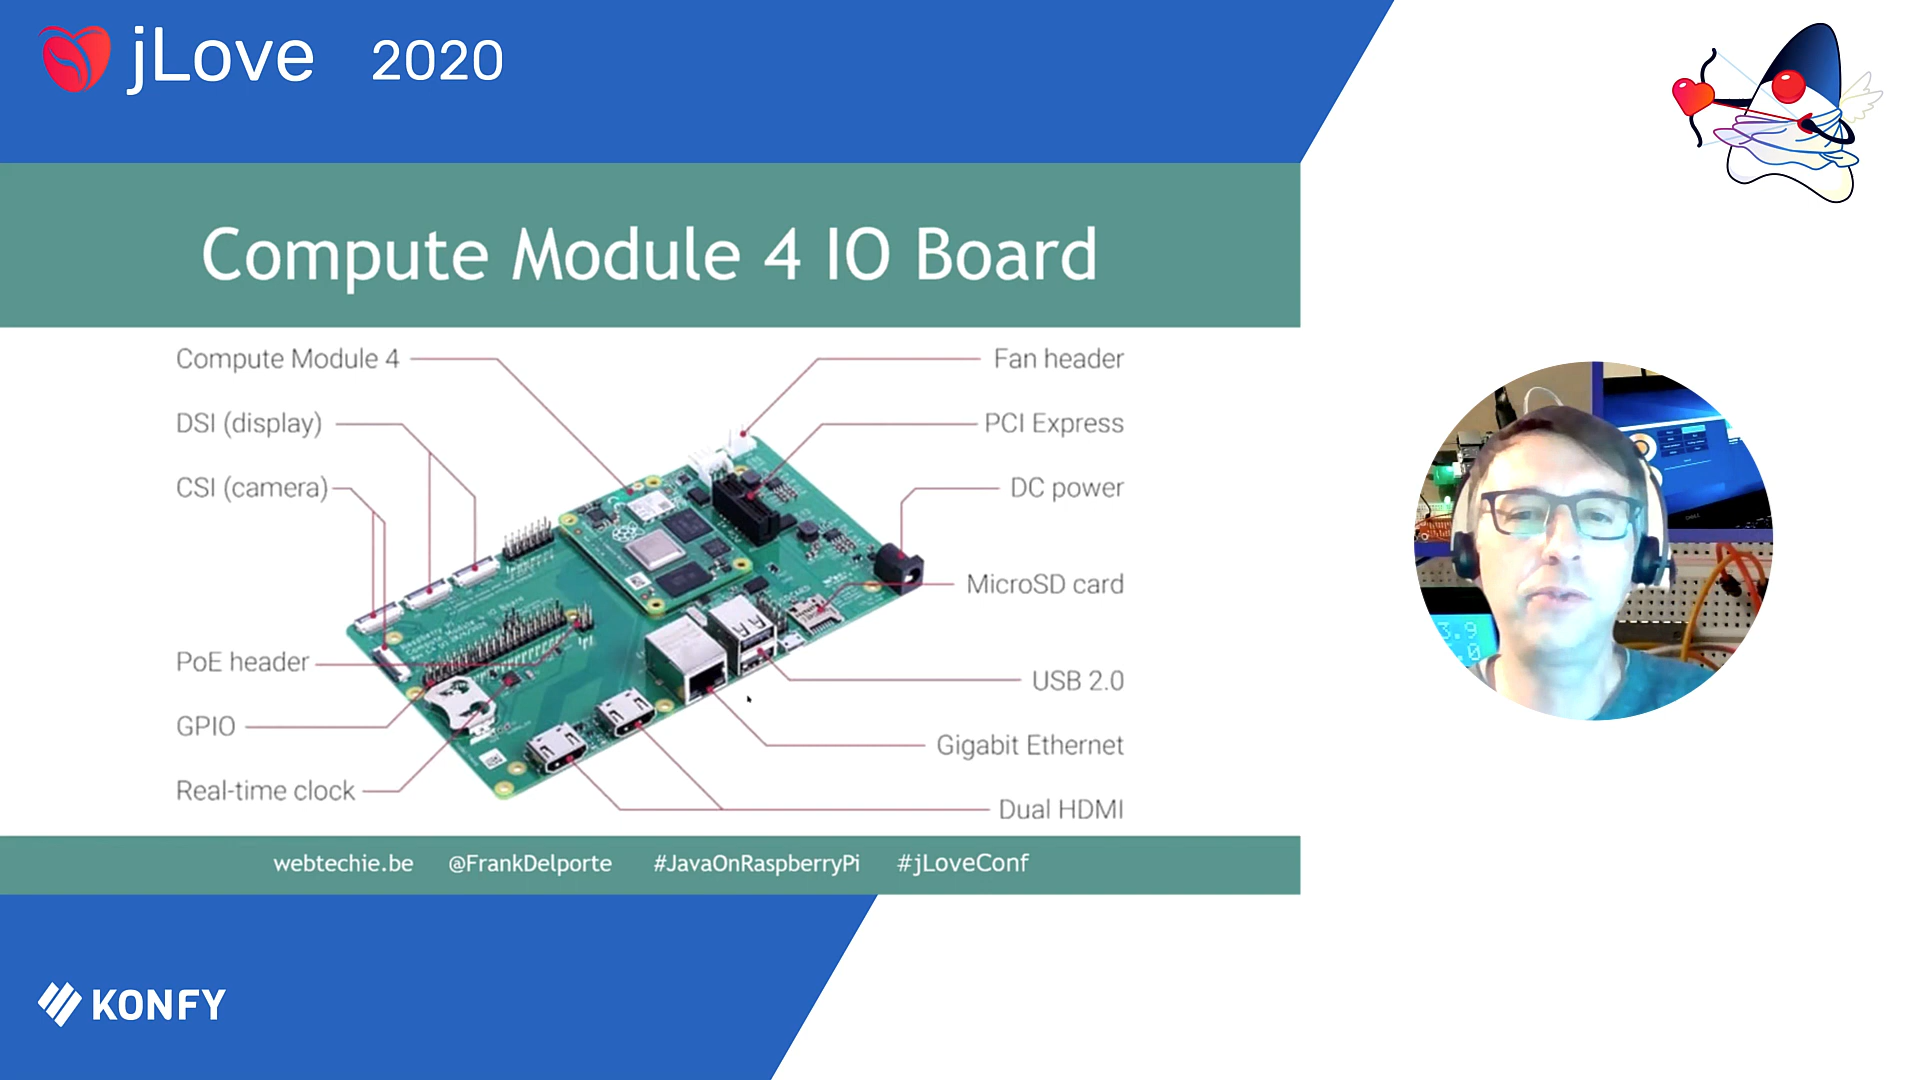 jLove 2020
Compute Module 4 IO Board
Compute Module 4
DSI (display)
CSI (camera)
PoE header
GPIO
Real-time clock
Fan header
PCI Express
DC power
MicroSD card
USB 2.0
Gigabit Ethernet
Dual HDMI
webtechie.be @FrankDelporte #JavaOnRaspberryPi #jLoveConf
KONFY